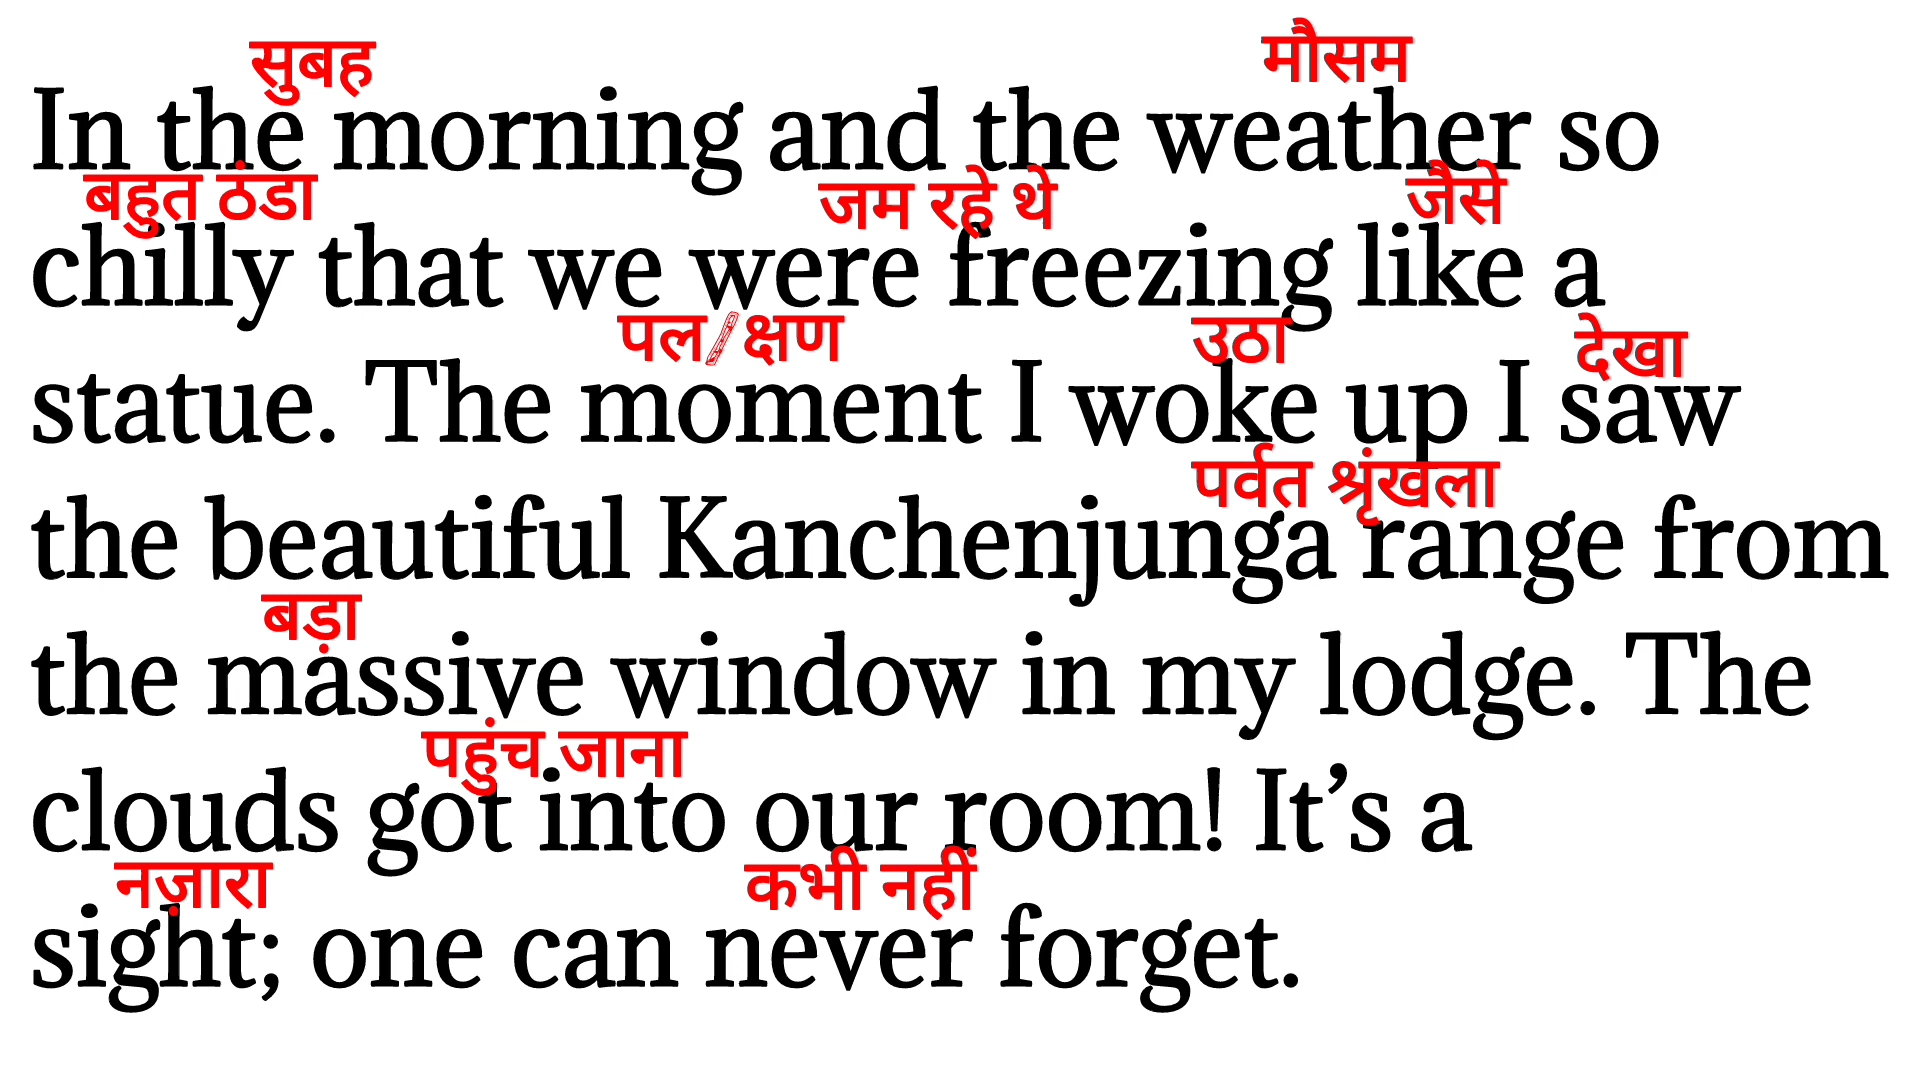 सुबह मौसम
In the morning and the weather so
बहुत ठंडा जम रहे थे जैसे
chilly that we were freezing like a
पल/क्षण उठा देखा
statue. The moment I woke up I saw
पर्वत श्रृंखला
the beautiful Kanchenjunga range from
बड़ा
the massive window in my lodge. The
पहुंच जाना
clouds got into our room! It’s a
नज़ारा कभी नहीं
sight; one can never forget.